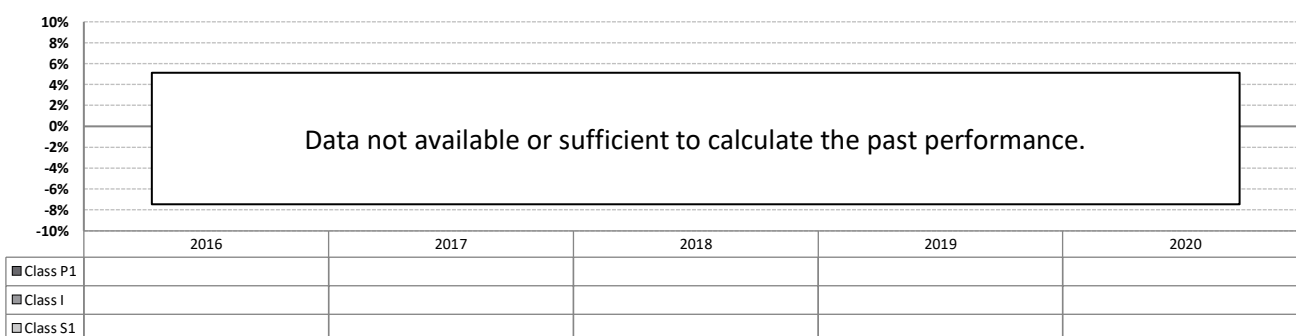 10%
8%
6%
4%
2%
0%
-2%
-4%
-6%
-8%
-10%
Data not available or sufficient to calculate the past performance.
2016 2017 2018 2019 2020
Class P1
Class I
Class S1